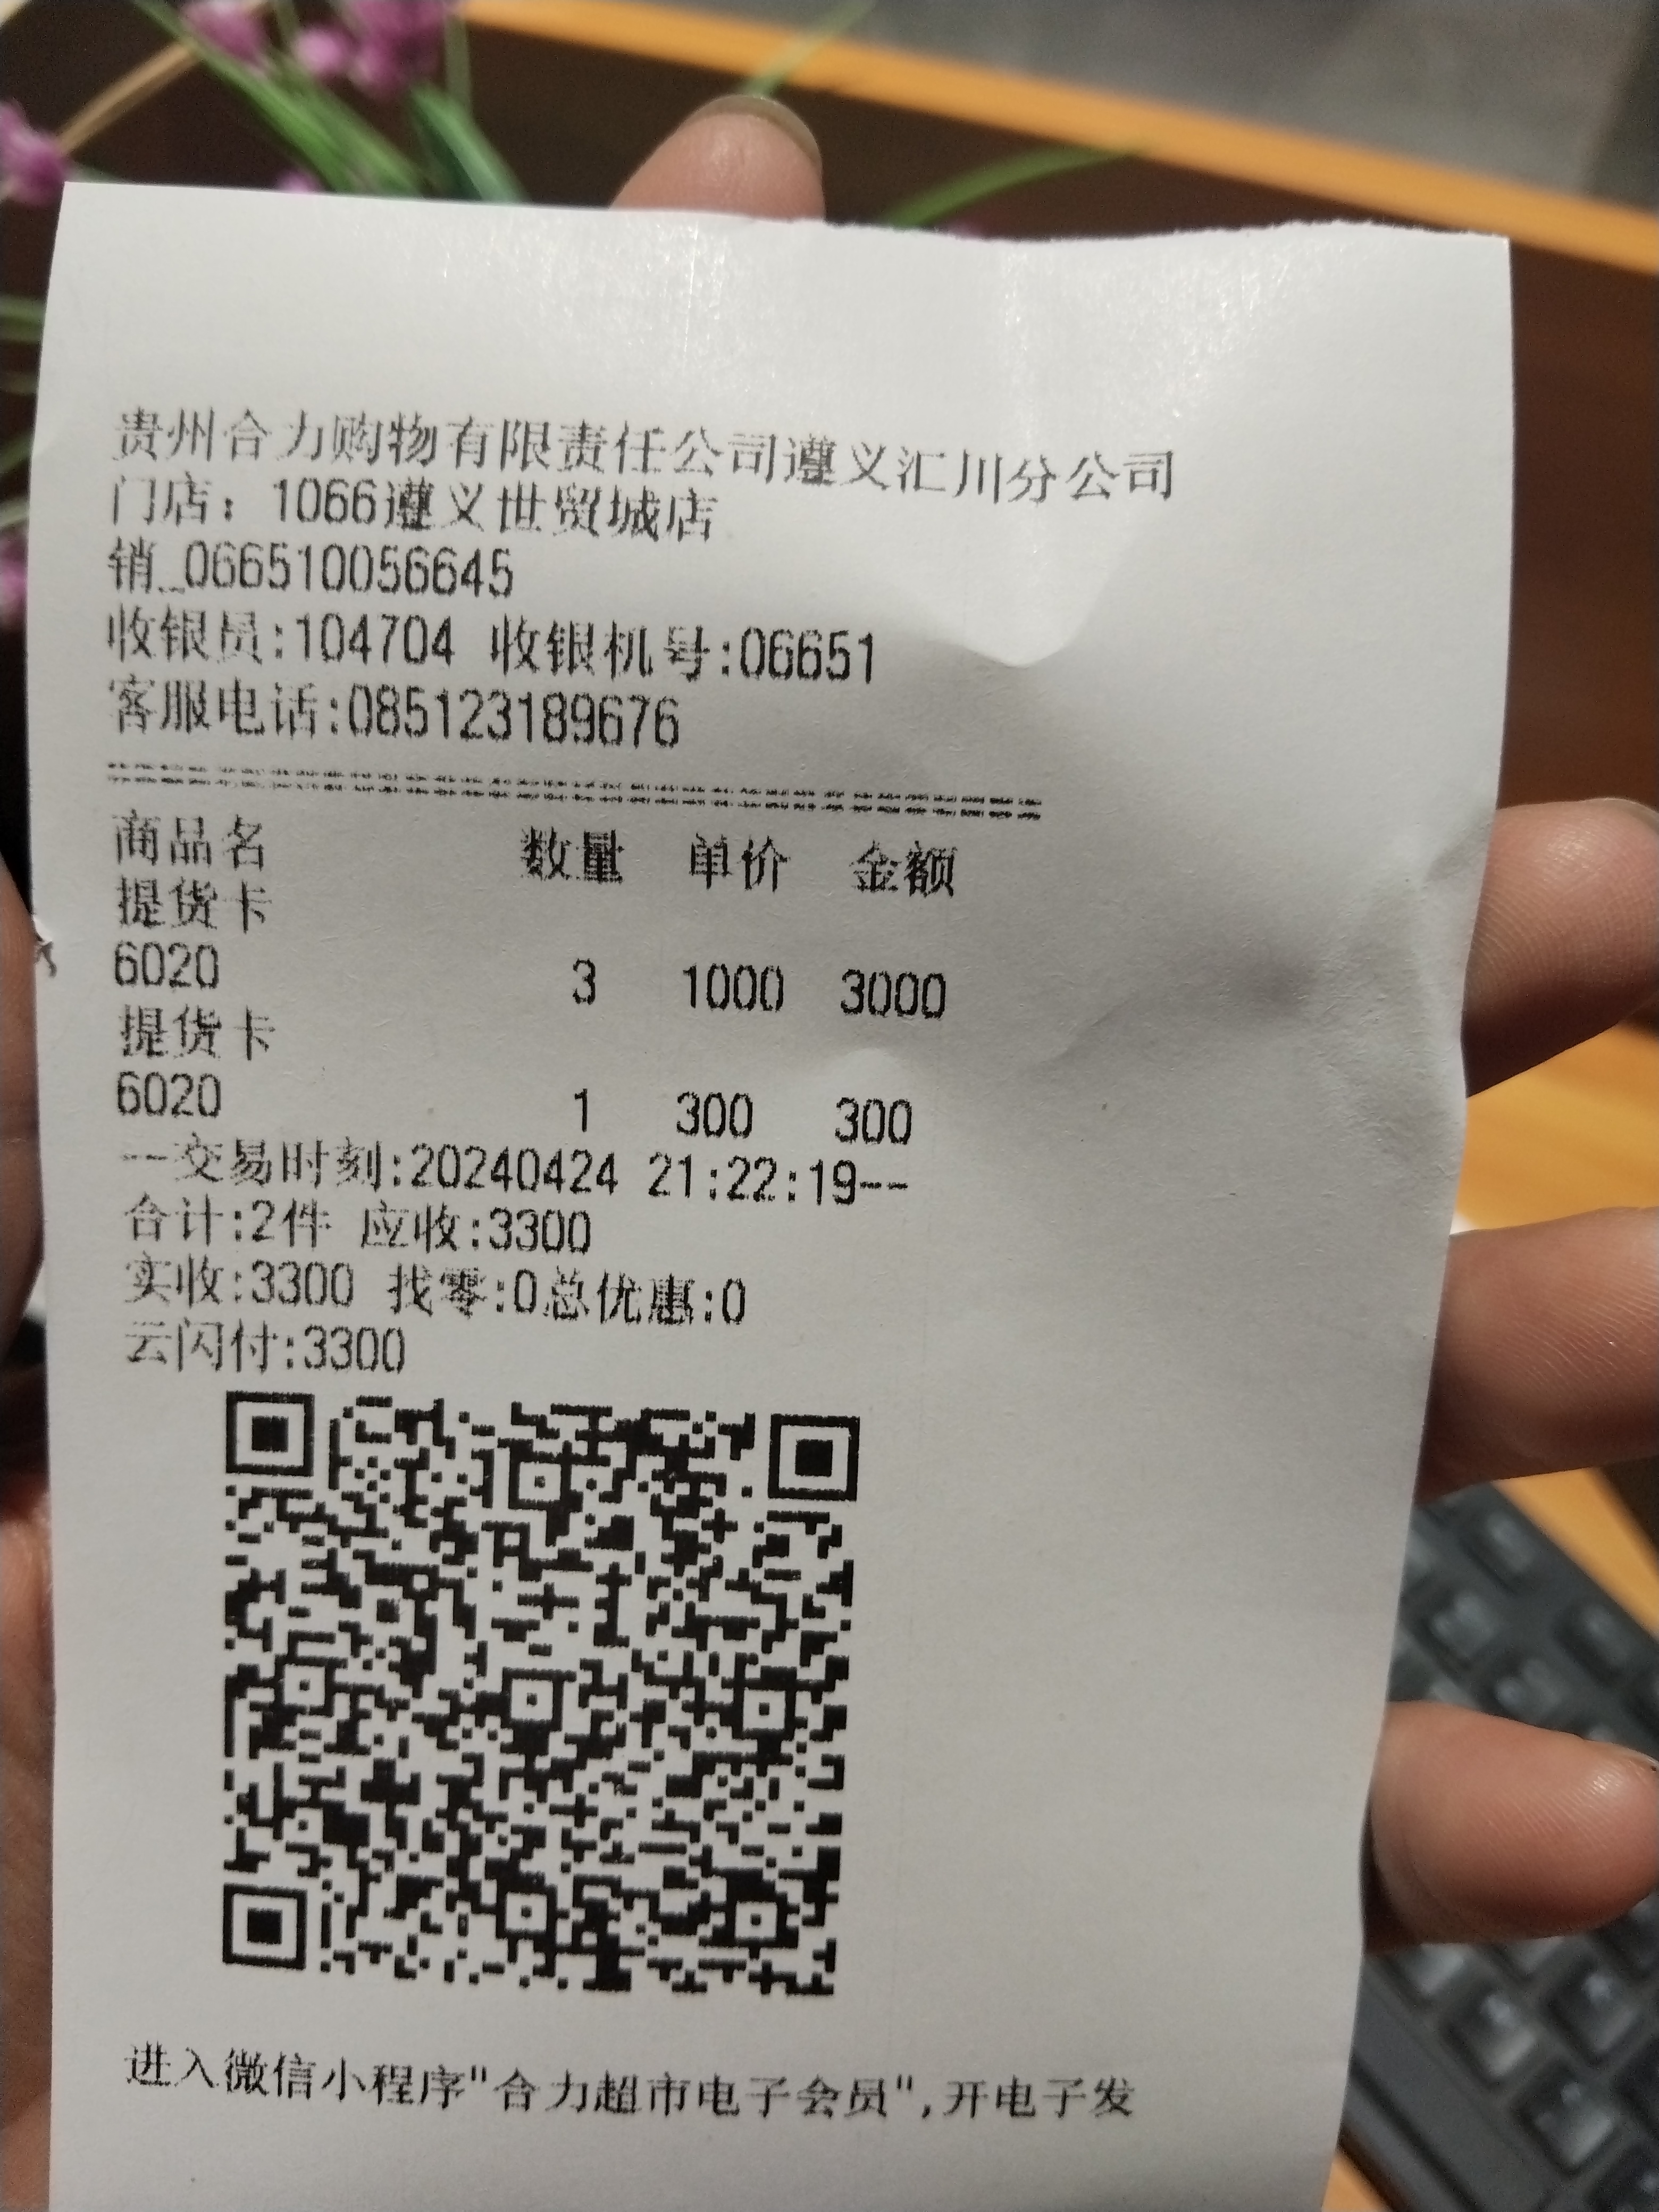 贵州合力购物有限责任公司遵义汇川分公司
门店：1066遵义世贸城店
销_066510056645
收银员:104704 收银机号:06651
客服电话:085123189676
================================
商品名 数量 单价 金额
提货卡
6020 3 1000 3000
提货卡
6020 1 300 300
--交易时刻:20240424 21:22:19--
合计:2件 应收:3300
实收:3300 找零:0总优惠:0
云闪付:3300
进入微信小程序"合力超市电子会员",开电子发